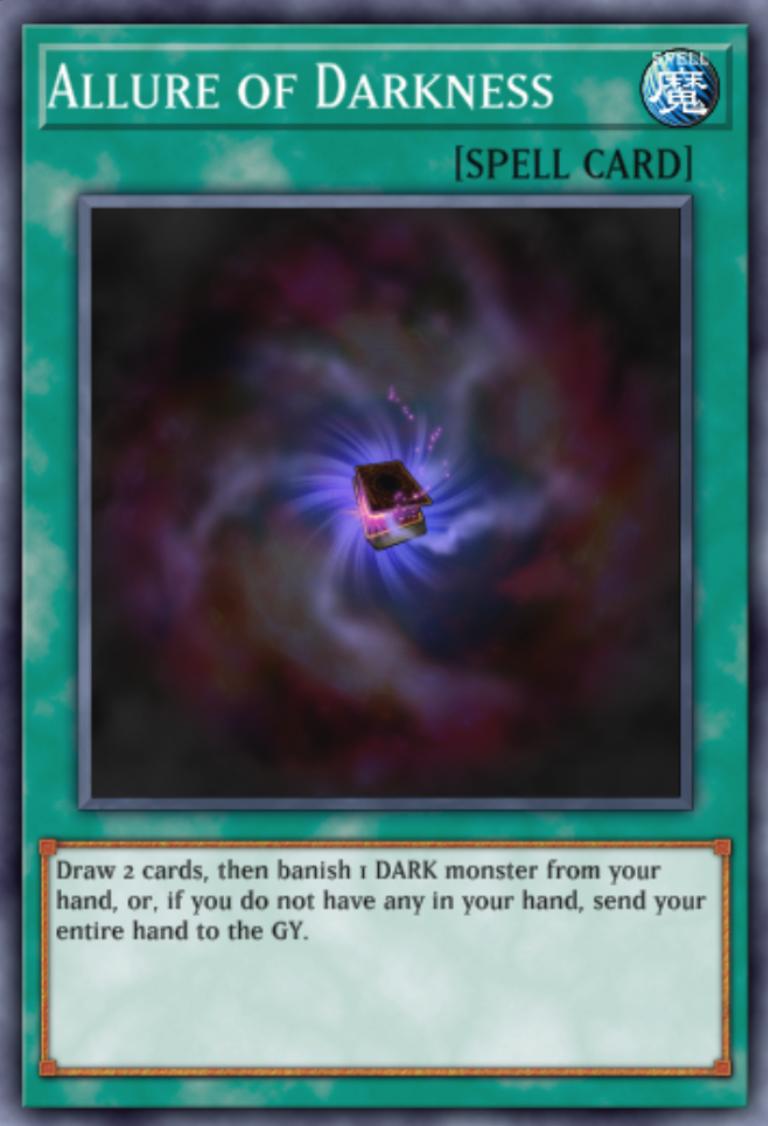 ALLURE OF DARKNESS
SPELL
魔
[SPELL CARD]
Draw 2 cards, then banish 1 DARK monster from your
hand, or, if you do not have any in your hand, send your
entire hand to the GY.